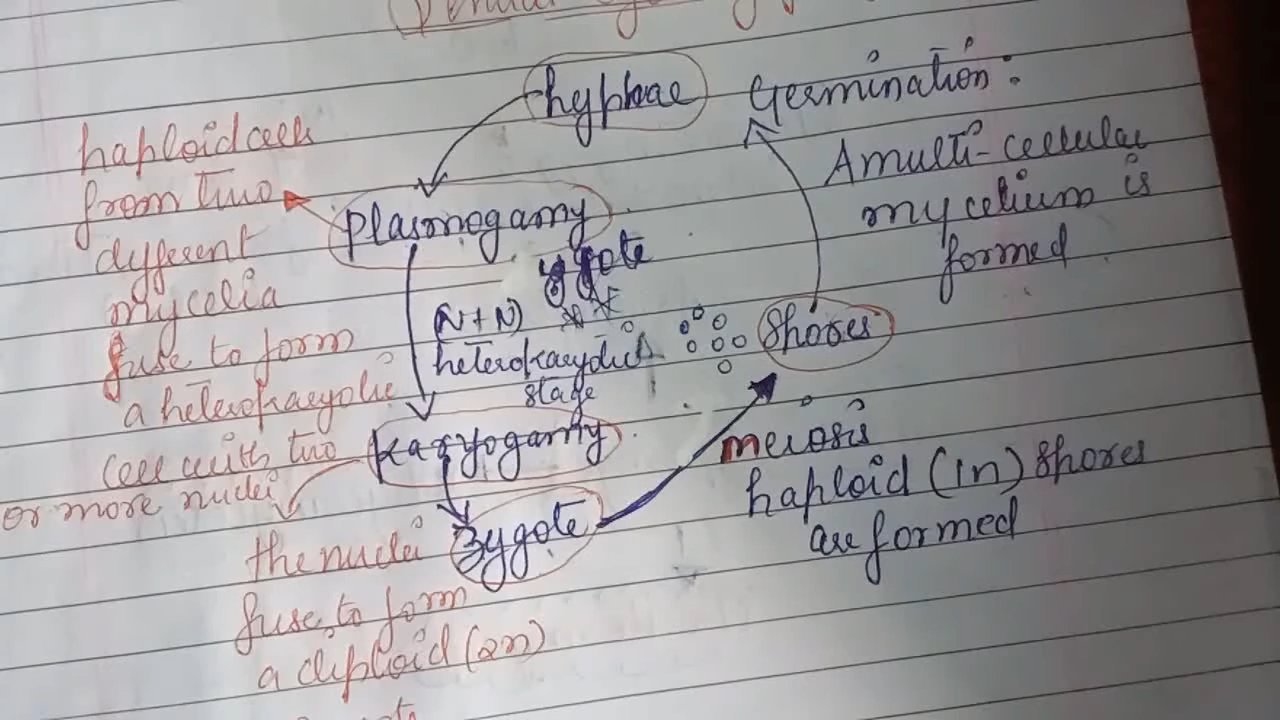 hyphae
Germination:
A multi-cellular
mycelium is
formed
haploid cells
from two
different
mycelia
fuse to form
a heterokaryotic
cell with two
or more nuclei
Plasmogamy
(N+N)
heterokaryotic
stage
spores
Karyogamy
Zygote
meiosis
haploid (1n) spores
are formed
the nuclei
fuse to form
a diploid (2n)